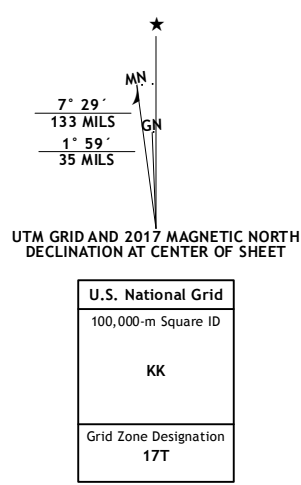 ★
MN
7° 29´
133 MILS
GN
1° 59´
35 MILS
UTM GRID AND 2017 MAGNETIC NORTH
DECLINATION AT CENTER OF SHEET
U.S. National Grid
100,000-m Square ID
KK
Grid Zone Designation
17T